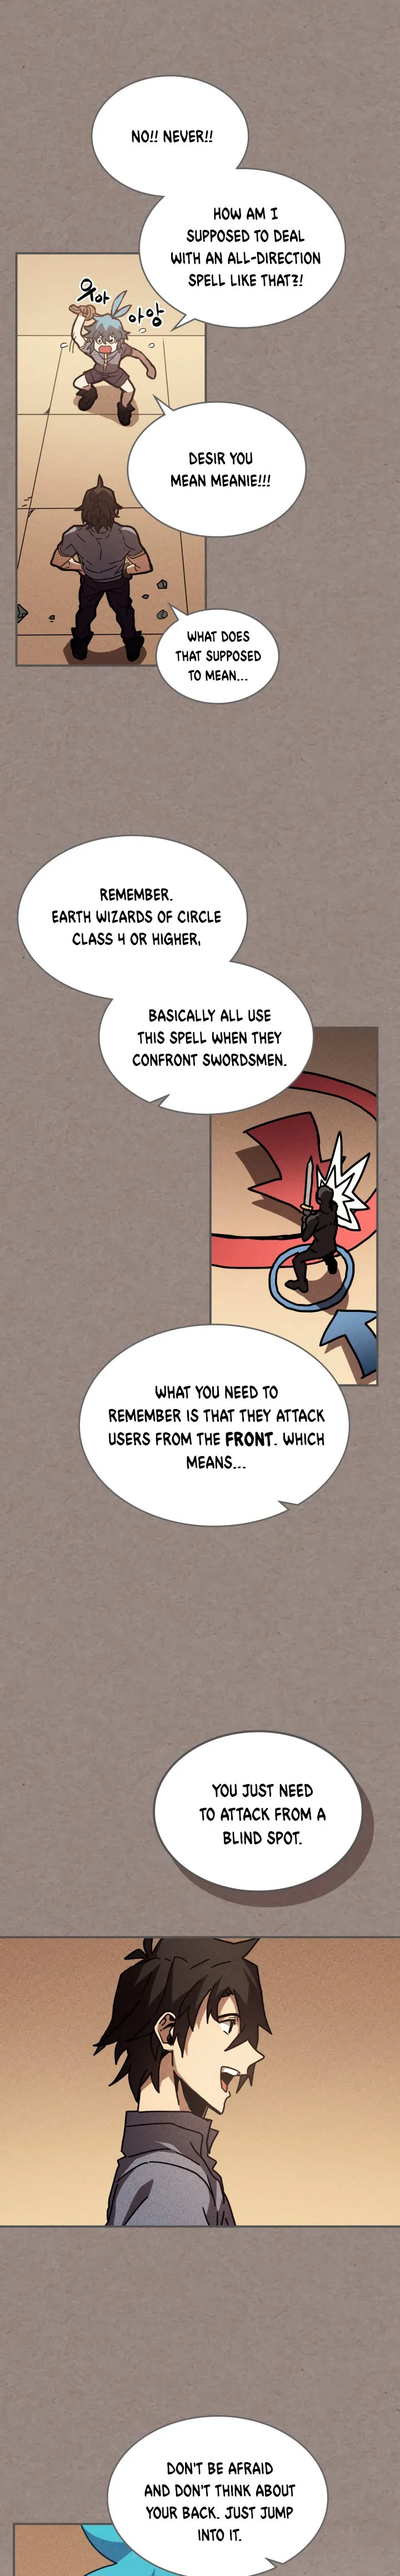 NO!! NEVER!!
HOW AM I
SUPPOSED TO DEAL
WITH AN ALL-DIRECTION
SPELL LIKE THAT?!
우아
아앙
DESIR YOU
MEAN MEANIE!!!
WHAT DOES
THAT SUPPOSED
TO MEAN...
REMEMBER.
EARTH WIZARDS OF CIRCLE
CLASS 4 OR HIGHER,
BASICALLY ALL USE
THIS SPELL WHEN THEY
CONFRONT SWORDSMEN.
WHAT YOU NEED TO
REMEMBER IS THAT THEY ATTACK
USERS FROM THE FRONT. WHICH
MEANS...
YOU JUST NEED
TO ATTACK FROM A
BLIND SPOT.
DON'T BE AFRAID
AND DON'T THINK ABOUT
YOUR BACK. JUST JUMP
INTO IT.